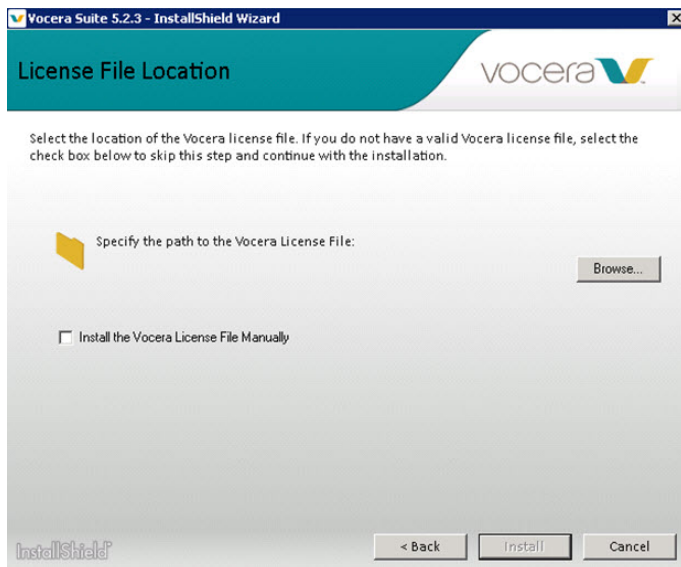 Vocera Suite 5.2.3 - InstallShield Wizard
License File Location
vocera
Select the location of the Vocera license file. If you do not have a valid Vocera license file, select the
check box below to skip this step and continue with the installation.
Specify the path to the Vocera License File:
Browse...
Install the Vocera License File Manually
InstallShield
< Back
Install
Cancel